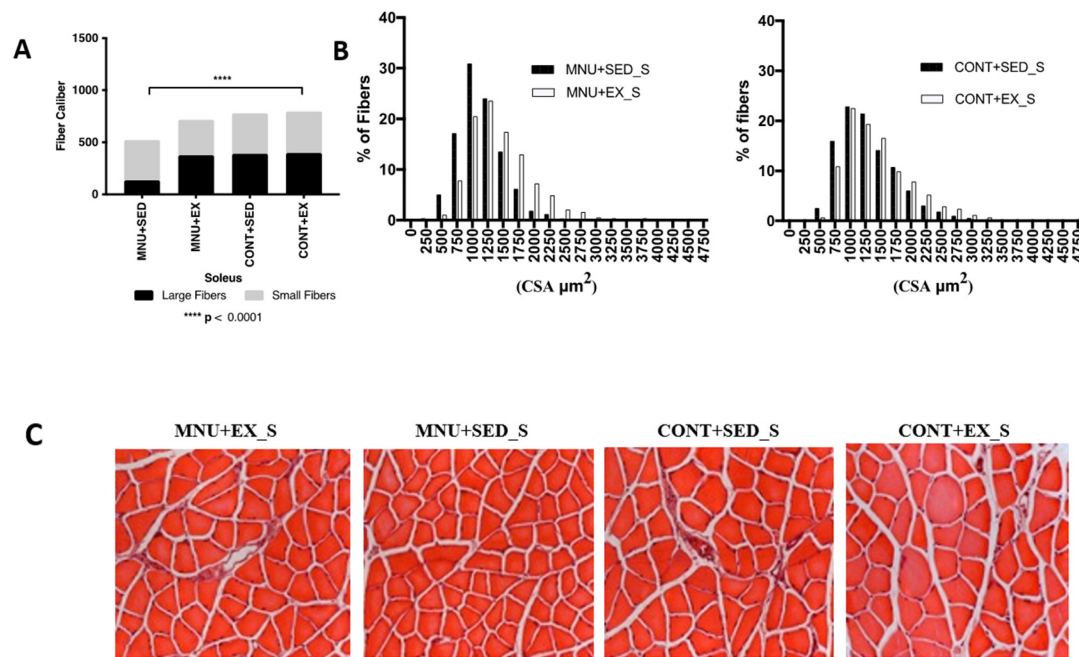 A
Fiber Caliber
1500
1000
500
0
****
MNU+SED
MNU+EX
CONT+SED
CONT+EX
Soleus
Large Fibers
Small Fibers
**** p < 0.0001
B
% of Fibers
40
30
20
10
0
MNU+SED_S
MNU+EX_S
0
250
500
750
1000
1250
1500
1750
2000
2250
2500
2750
3000
3250
3500
3750
4000
4250
4500
4750
(CSA µm²)
% of fibers
40
30
20
10
0
CONT+SED_S
CONT+EX_S
0
250
500
750
1000
1250
1500
1750
2000
2250
2500
2750
3000
3250
3500
3750
4000
4250
4500
4750
(CSA µm²)
C
MNU+EX_S
MNU+SED_S
CONT+SED_S
CONT+EX_S